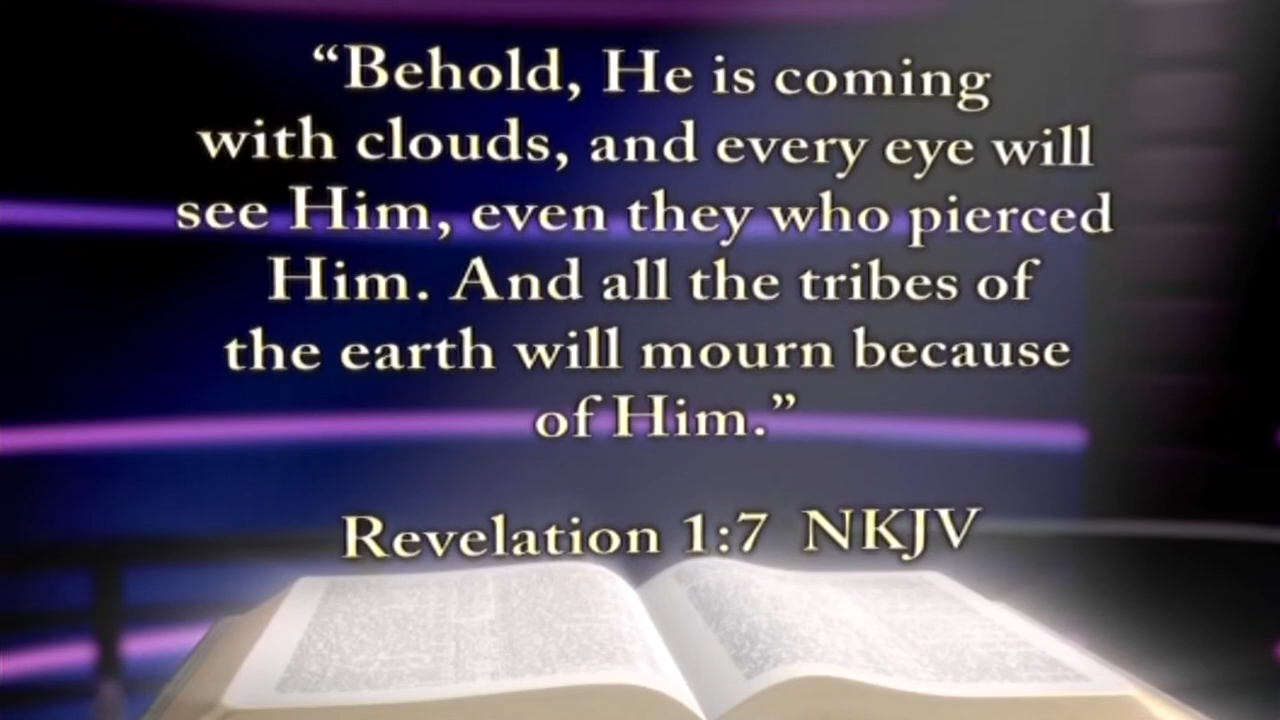 “Behold, He is coming
with clouds, and every eye will
see Him, even they who pierced
Him. And all the tribes of
the earth will mourn because
of Him.”
Revelation 1:7 NKJV